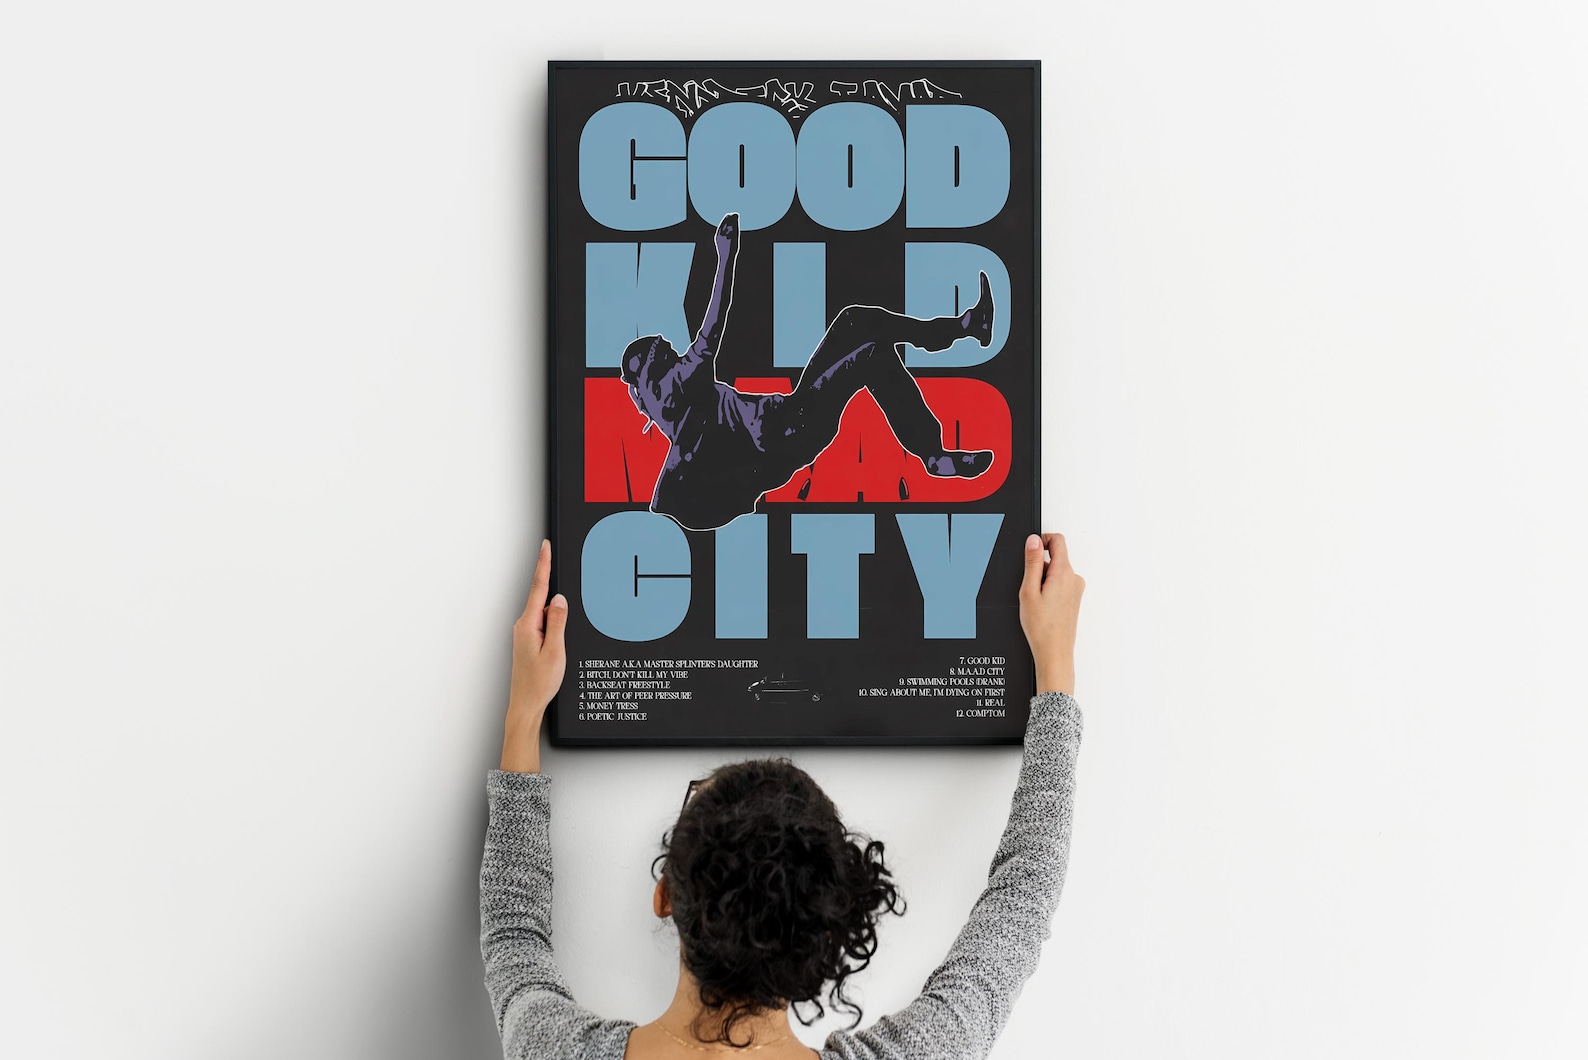 GOOD
KID
MAAD
CITY
1. SHERANE A.K.A MASTER SPLINTER'S DAUGHTER
2. BITCH, DON'T KILL MY VIBE
3. BACKSEAT FREESTYLE
4. THE ART OF PEER PRESSURE
5. MONEY TRESS
6. POETIC JUSTICE
7. GOOD KID
8. M.A.A.D CITY
9. SWIMMING POOLS (DRANK)
10. SING ABOUT ME, I'M DYING ON FIRST
11. REAL
12. COMPTOM